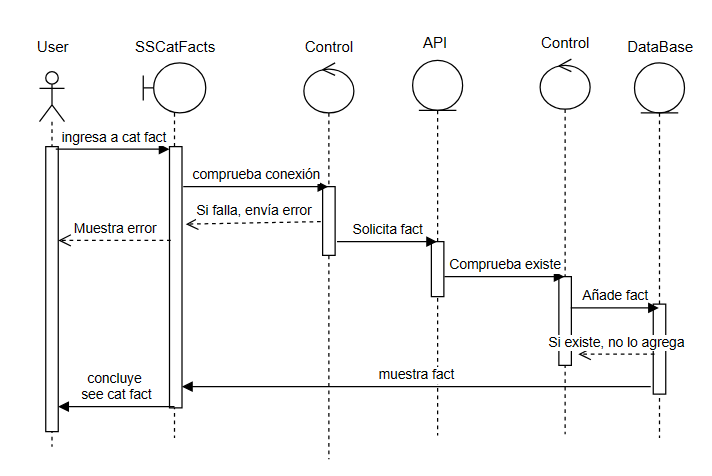 User
SSCatFacts
Control
API
Control
DataBase
ingresa a cat fact
comprueba conexión
Si falla, envía error
Muestra error
Solicita fact
Comprueba existe
Añade fact
Si existe, no lo agrega
muestra fact
concluye
see cat fact